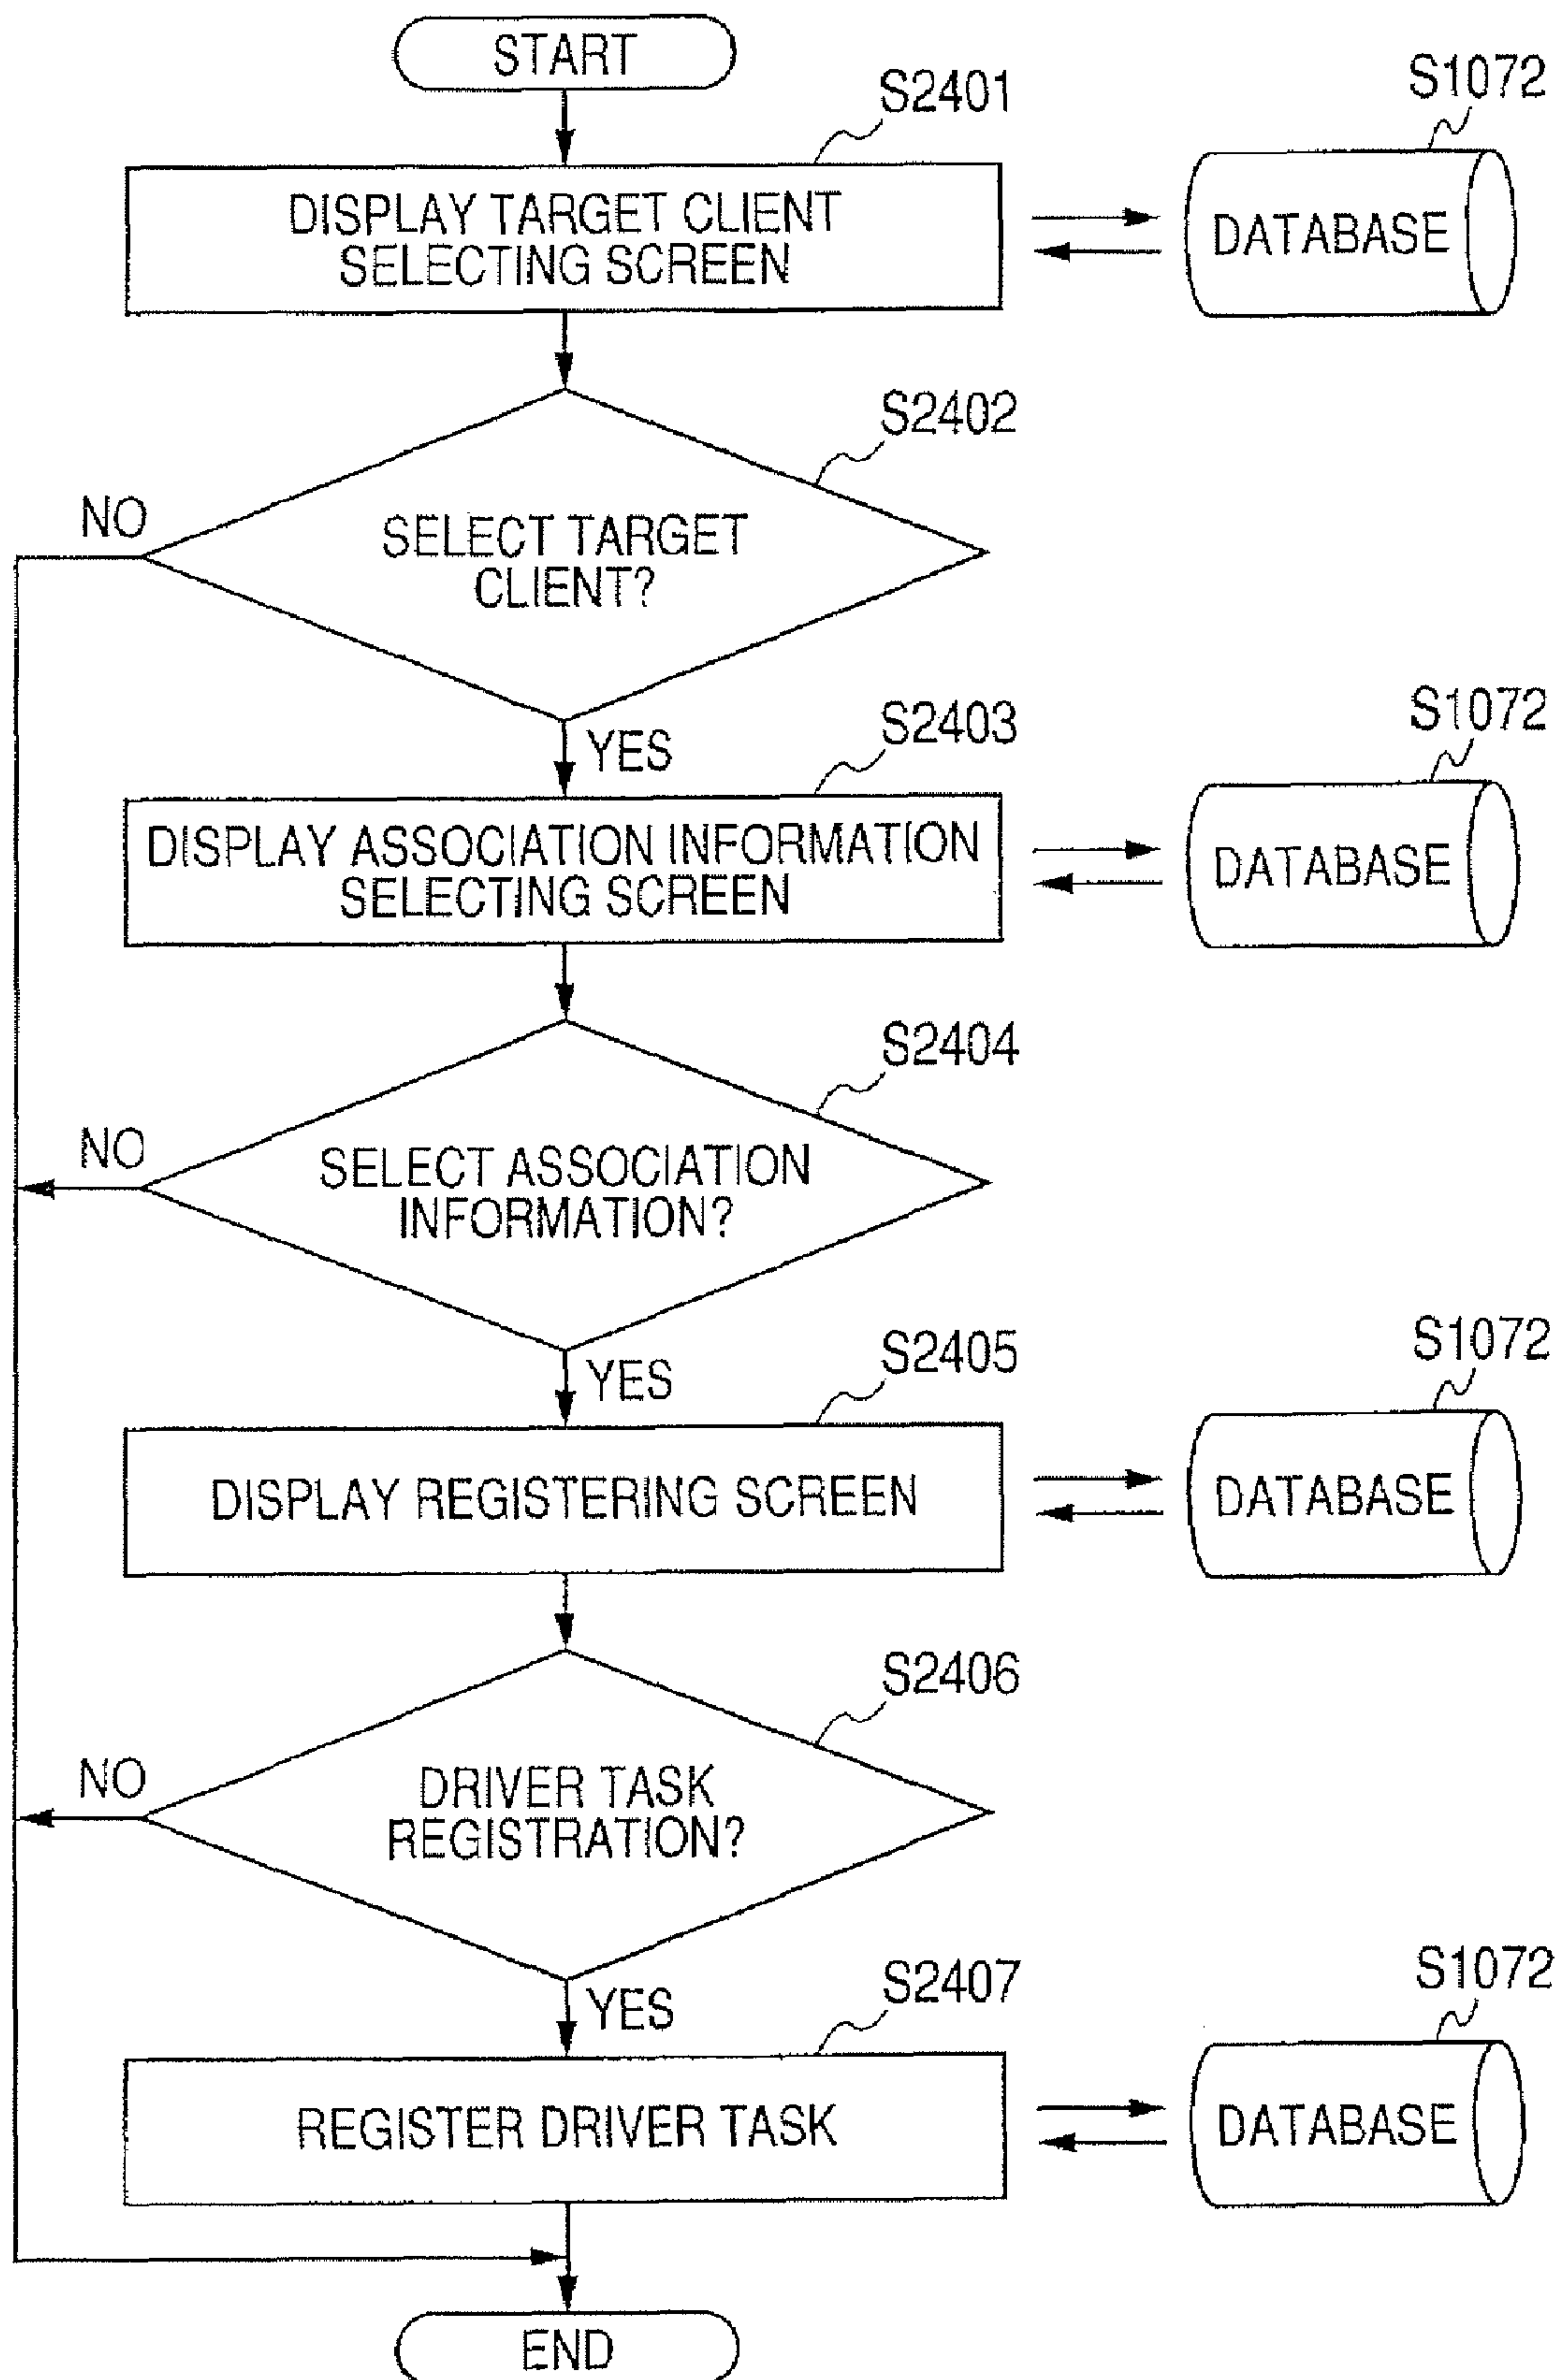 START
S2401
S1072
DISPLAY TARGET CLIENT
SELECTING SCREEN
DATABASE
S2402
NO
SELECT TARGET
CLIENT?
YES
S2403
S1072
DISPLAY ASSOCIATION INFORMATION
SELECTING SCREEN
DATABASE
S2404
NO
SELECT ASSOCIATION
INFORMATION?
YES
S2405
S1072
DISPLAY REGISTERING SCREEN
DATABASE
S2406
NO
DRIVER TASK
REGISTRATION?
YES
S2407
S1072
REGISTER DRIVER TASK
DATABASE
END